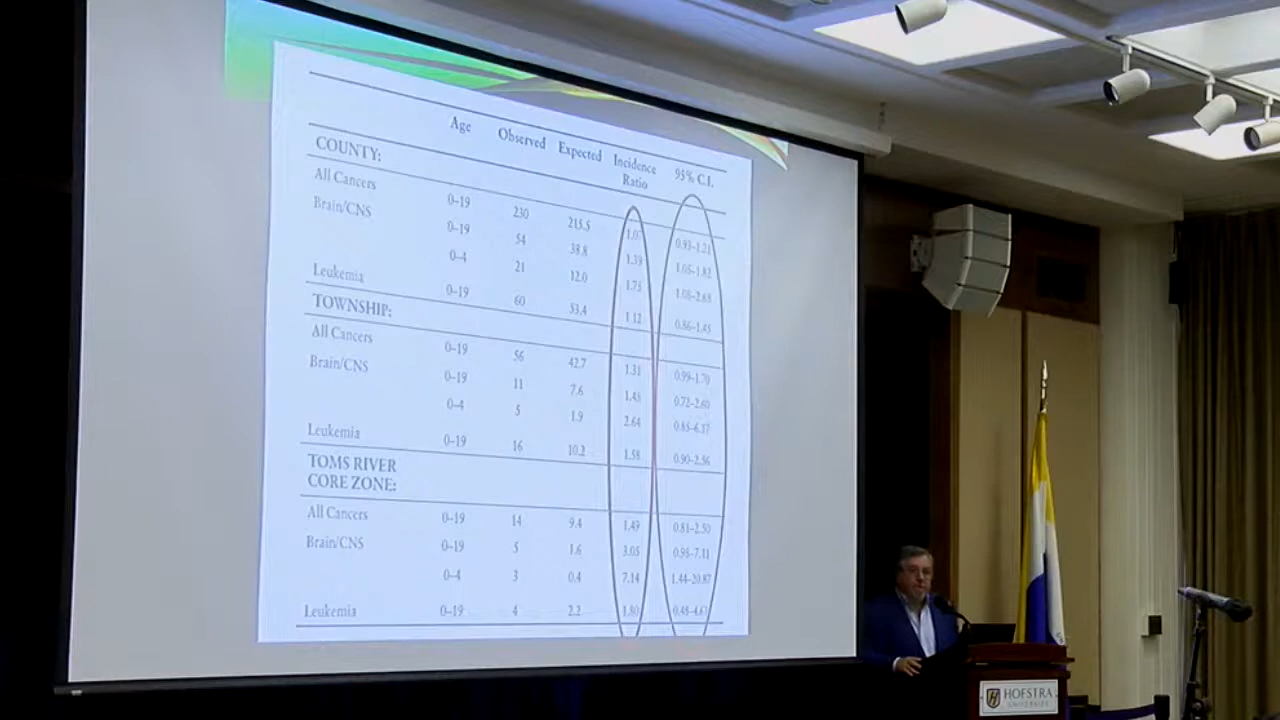 Age Observed Expected Incidence Ratio 95% C.I.
COUNTY:
All Cancers 0–19 230 215.5 1.07 0.93–1.21
Brain/CNS 0–19 54 38.8 1.39 1.05–1.82
0–4 21 12.0 1.75 1.08–2.68
Leukemia 0–19 60 53.4 1.12 0.86–1.45
TOWNSHIP:
All Cancers 0–19 56 42.7 1.31 0.99–1.70
Brain/CNS 0–19 11 7.6 1.45 0.72–2.60
0–4 5 1.9 2.64 0.85–6.17
Leukemia 0–19 16 10.2 1.58 0.90–2.56
TOMS RIVER
CORE ZONE:
All Cancers 0–19 14 9.4 1.49 0.81–2.50
Brain/CNS 0–19 5 1.6 3.05 0.98–7.11
0–4 3 0.4 7.14 1.44–20.87
Leukemia 0–19 4 2.2 1.80 0.48–4.61
HOFSTRA
UNIVERSITY